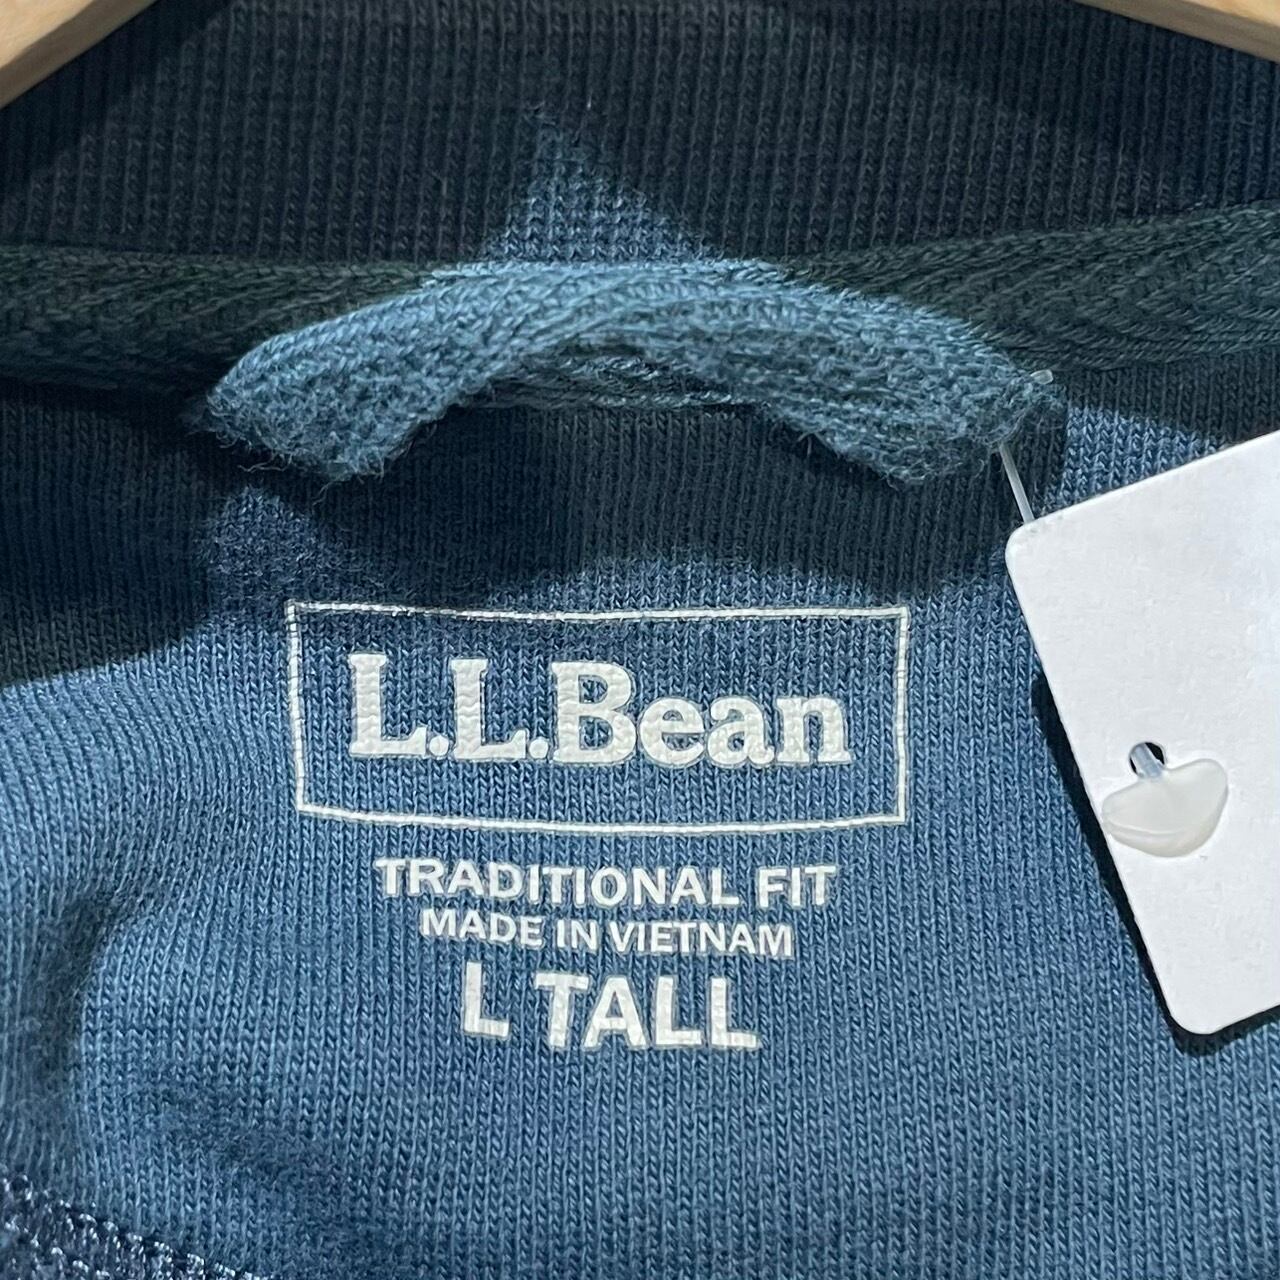 L.L.Bean
TRADITIONAL FIT
MADE IN VIETNAM
L TALL